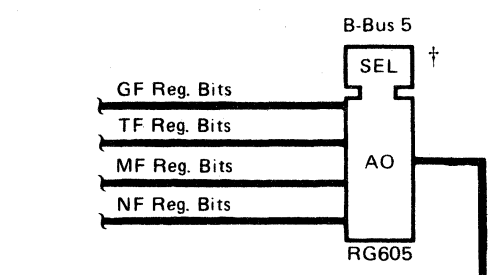 B-Bus 5
SEL
†
GF Reg. Bits
TF Reg. Bits
MF Reg. Bits
AO
NF Reg. Bits
RG605